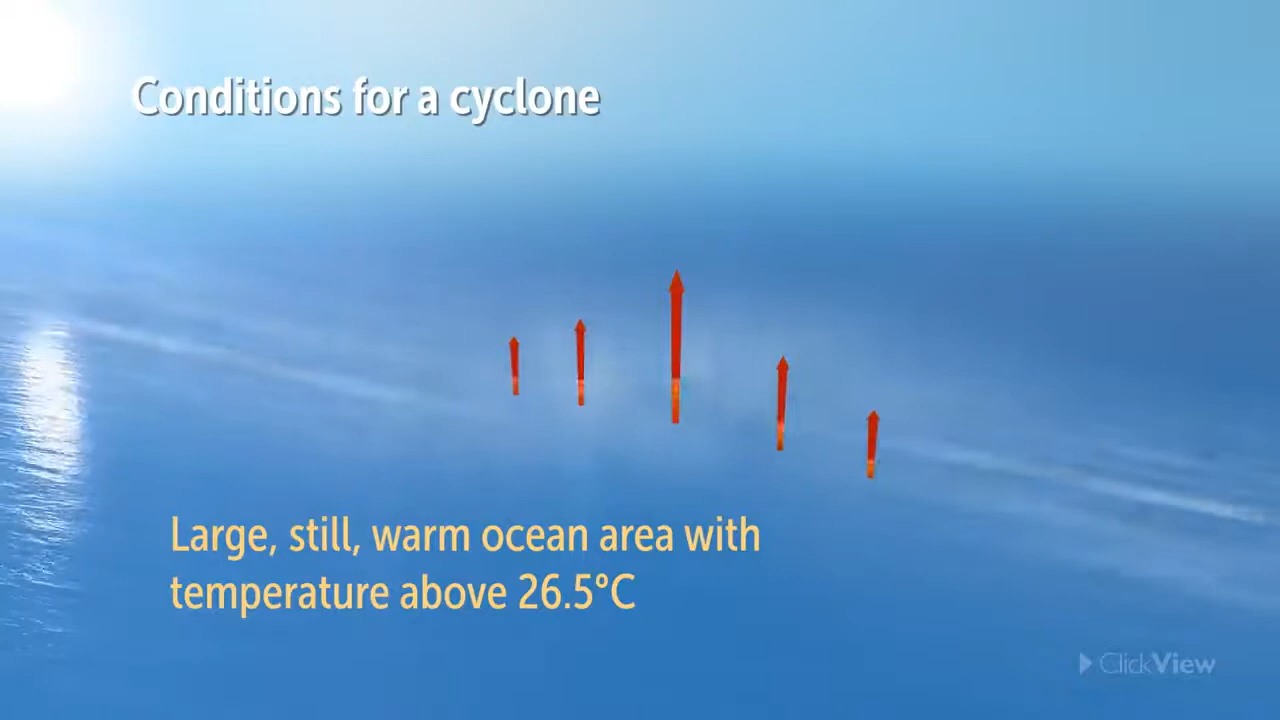 Conditions for a cyclone
Large, still, warm ocean area with
temperature above 26.5°C
ClickView